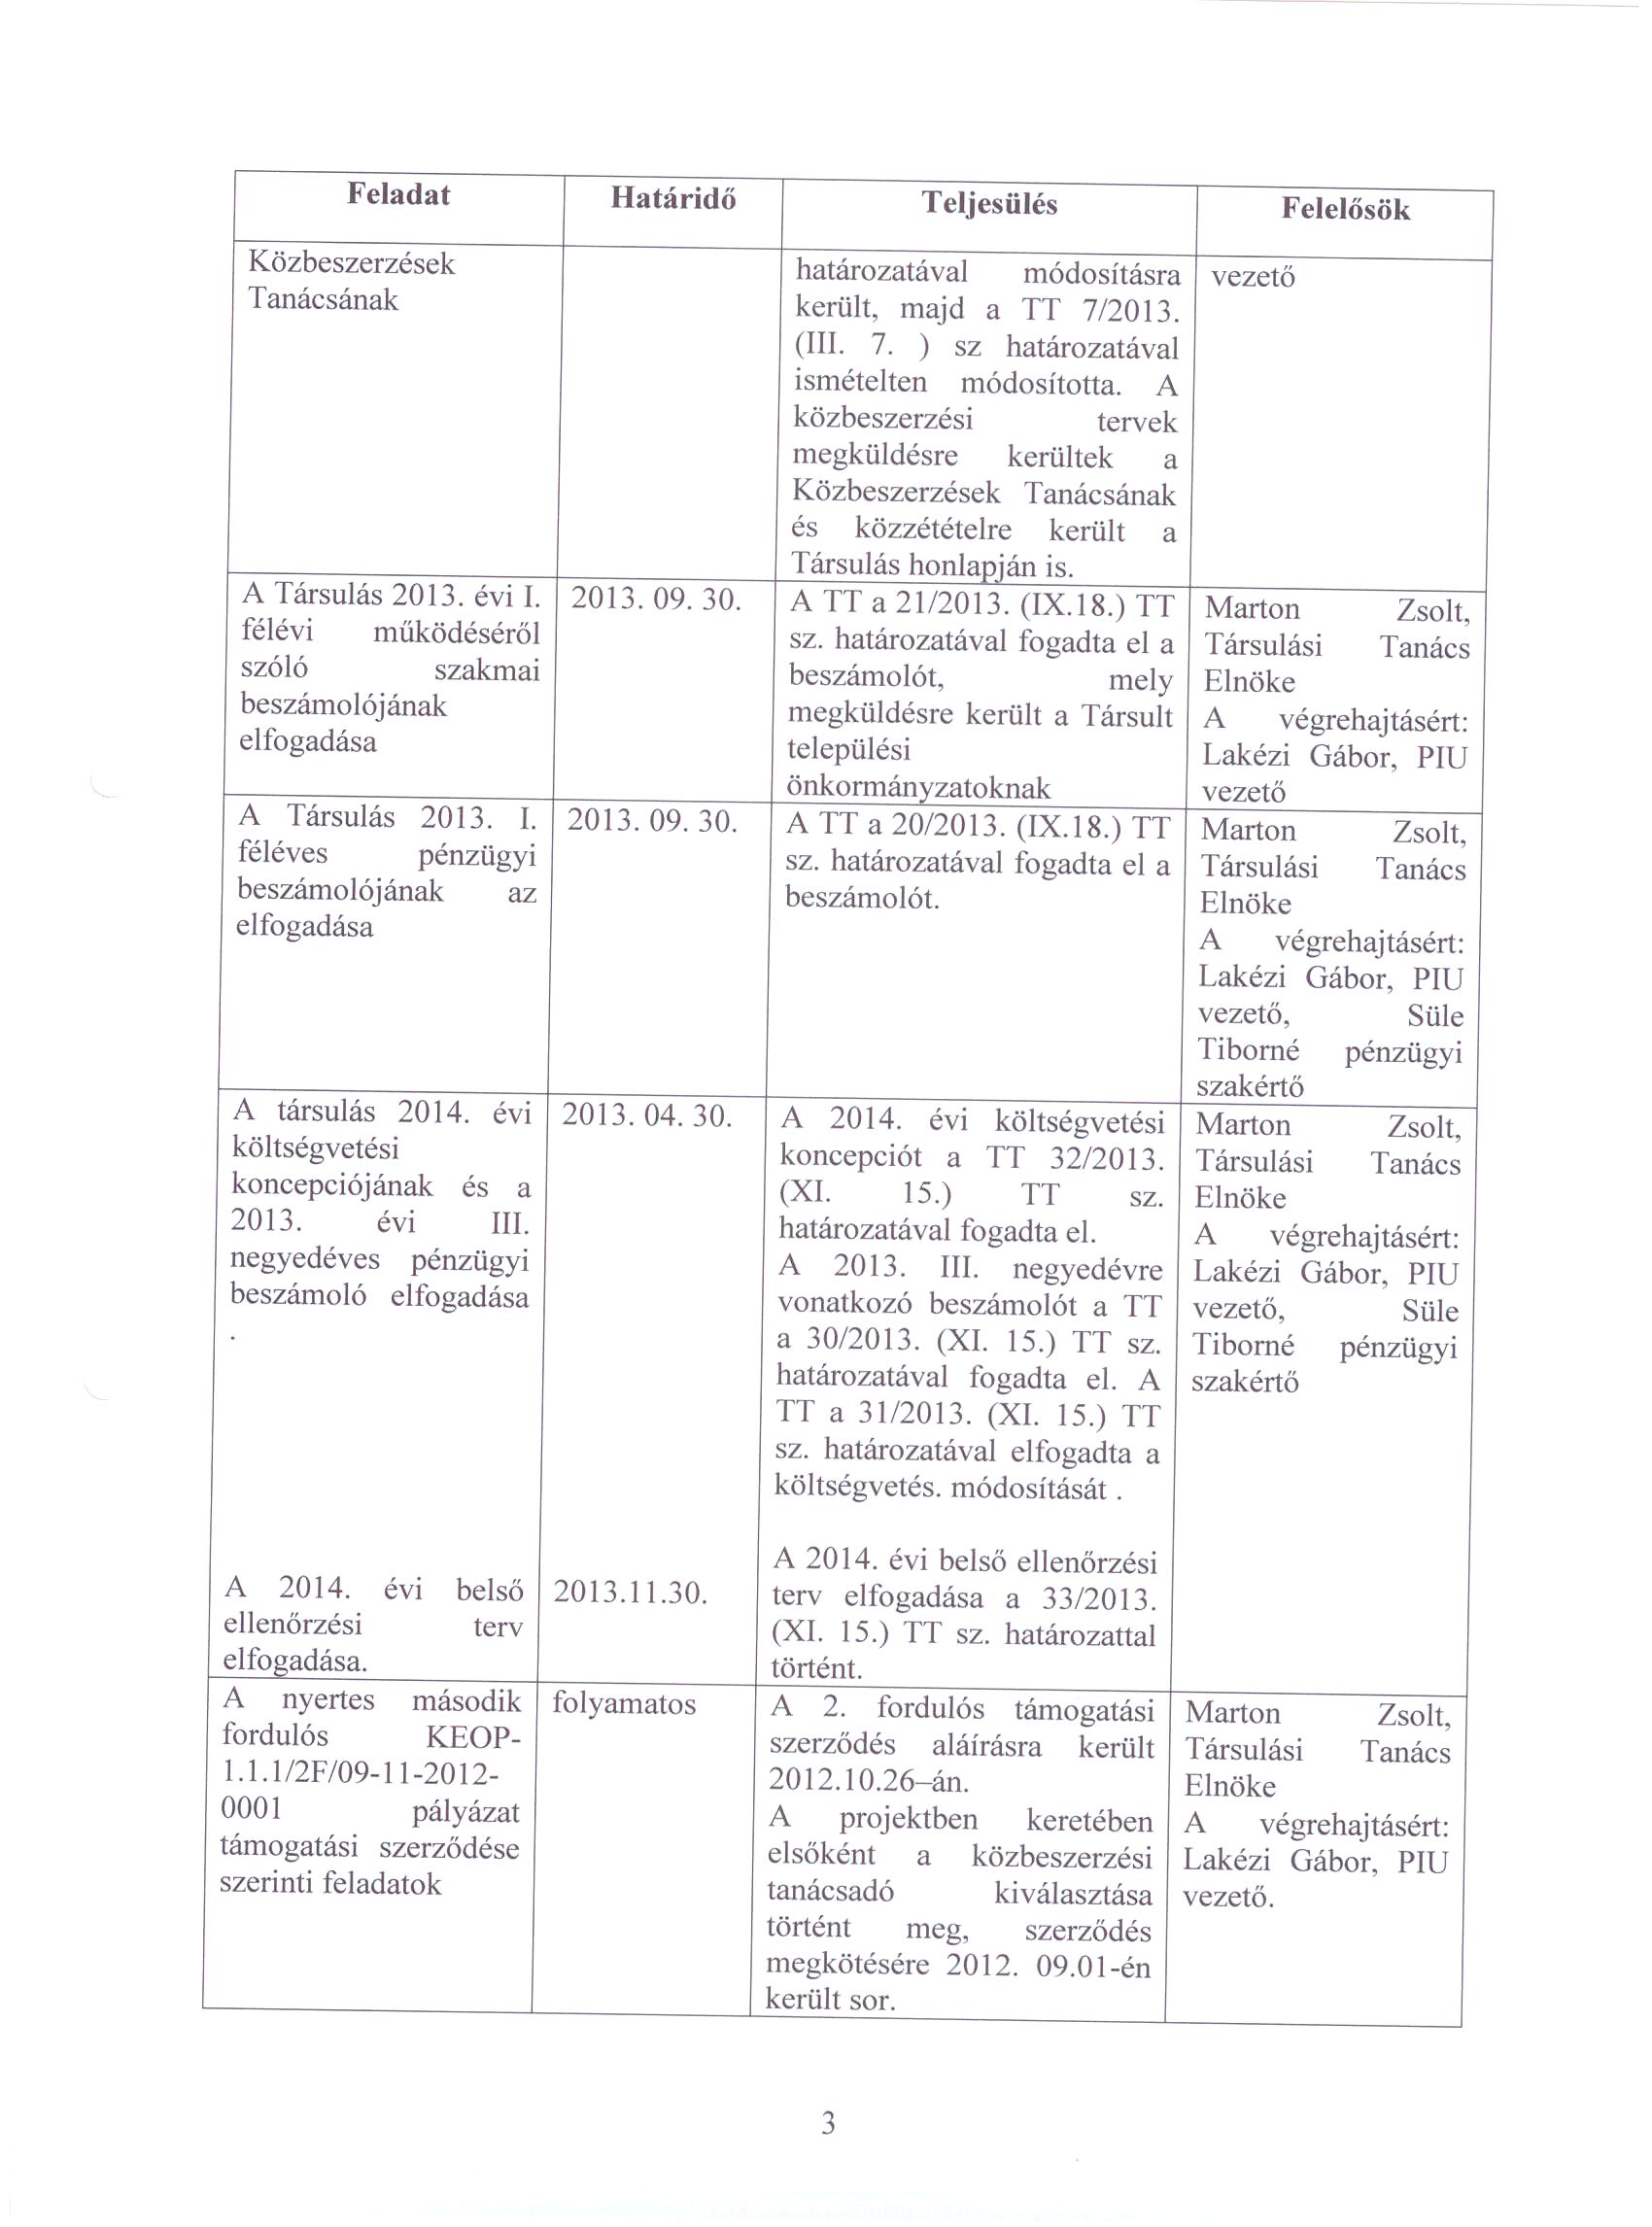 Feladat
Határidő
Teljesülés
Felelősök
Közbeszerzések
Tanácsának
határozatával módosításra
került, majd a TT 7/2013.
(III. 7. ) sz határozatával
ismételten módosította. A
közbeszerzési tervek
megküldésre kerültek a
Közbeszerzések Tanácsának
és közzétételre került a
Társulás honlapján is.
vezető
A Társulás 2013. évi I.
félévi működéséről
szóló szakmai
beszámolójának
elfogadása
2013. 09. 30.
A TT a 21/2013. (IX.18.) TT
sz. határozatával fogadta el a
beszámolót, mely
megküldésre került a Társult
települési
önkormányzatoknak
Marton Zsolt,
Társulási Tanács
Elnöke
A végrehajtásért:
Lakézi Gábor, PIU
vezető
A Társulás 2013. I.
féléves pénzügyi
beszámolójának az
elfogadása
2013. 09. 30.
A TT a 20/2013. (IX.18.) TT
sz. határozatával fogadta el a
beszámolót.
Marton Zsolt,
Társulási Tanács
Elnöke
A végrehajtásért:
Lakézi Gábor, PIU
vezető, Süle
Tiborné pénzügyi
szakértő
A társulás 2014. évi
költségvetési
koncepciójának és a
2013. évi III.
negyedéves pénzügyi
beszámoló elfogadása
.
2013. 04. 30.
A 2014. évi költségvetési
koncepciót a TT 32/2013.
(XI. 15.) TT sz.
határozatával fogadta el.
A 2013. III. negyedévre
vonatkozó beszámolót a TT
a 30/2013. (XI. 15.) TT sz.
határozatával fogadta el. A
TT a 31/2013. (XI. 15.) TT
sz. határozatával elfogadta a
költségvetés. módosítását .
Marton Zsolt,
Társulási Tanács
Elnöke
A végrehajtásért:
Lakézi Gábor, PIU
vezető, Süle
Tiborné pénzügyi
szakértő
A 2014. évi belső
ellenőrzési terv
elfogadása.
2013.11.30.
A 2014. évi belső ellenőrzési
terv elfogadása a 33/2013.
(XI. 15.) TT sz. határozattal
történt.
A nyertes második
fordulós KEOP-
1.1.1/2F/09-11-2012-
0001 pályázat
támogatási szerződése
szerinti feladatok
folyamatos
A 2. fordulós támogatási
szerződés aláírásra került
2012.10.26–án.
A projektben keretében
elsőként a közbeszerzési
tanácsadó kiválasztása
történt meg, szerződés
megkötésére 2012. 09.01-én
került sor.
Marton Zsolt,
Társulási Tanács
Elnöke
A végrehajtásért:
Lakézi Gábor, PIU
vezető.
3